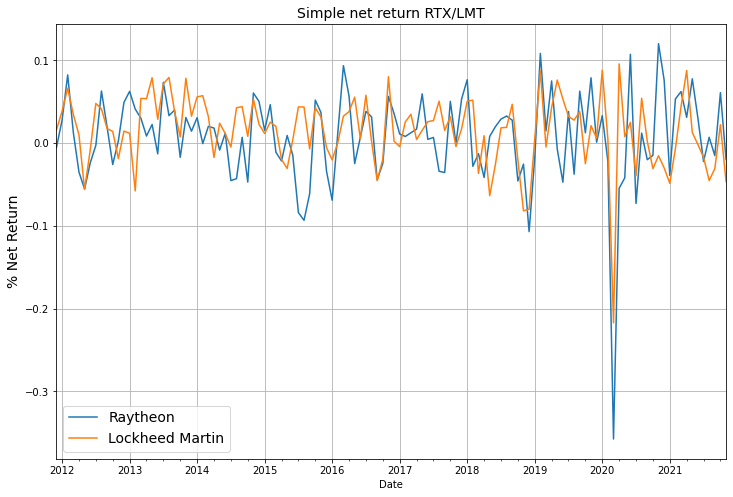 Simple net return RTX/LMT
% Net Return
0.1
0.0
−0.1
−0.2
−0.3
Raytheon
Lockheed Martin
2012 2013 2014 2015 2016 2017 2018 2019 2020 2021
Date